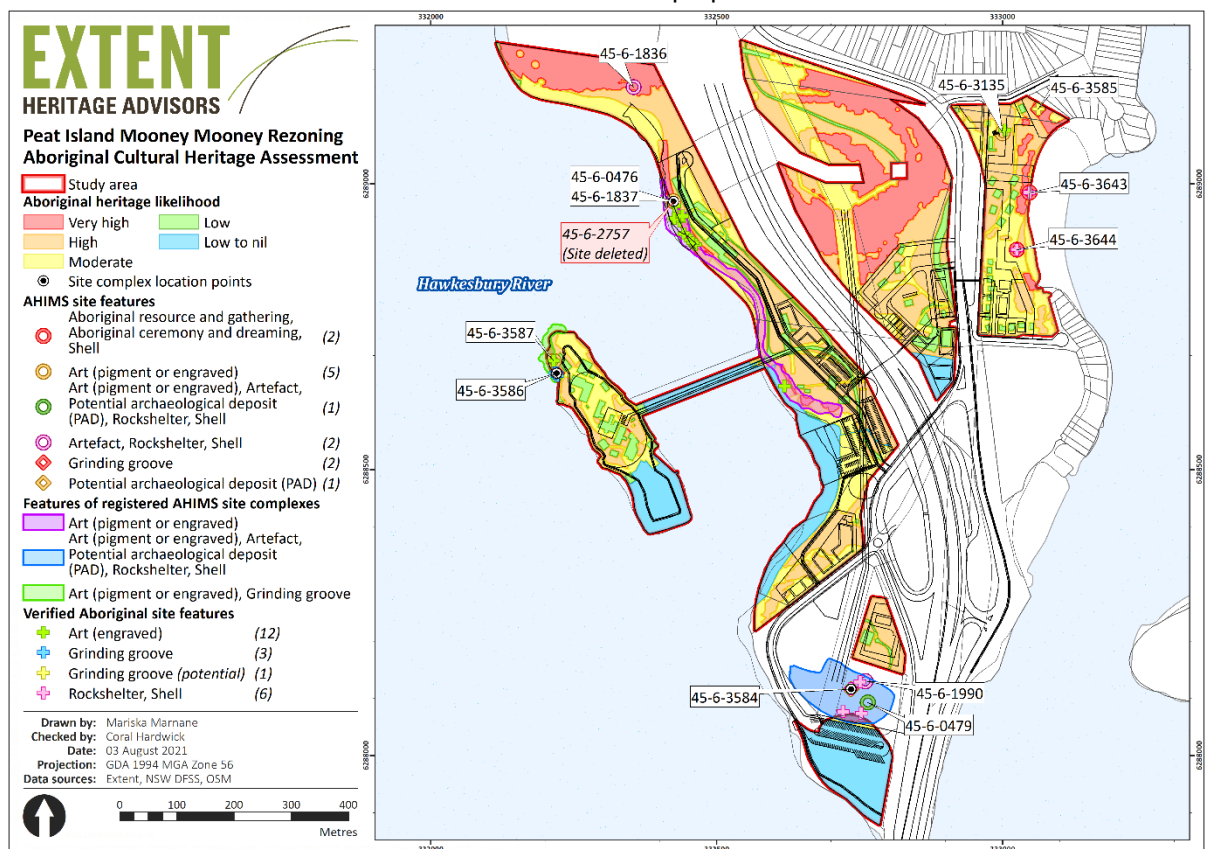 EXTENT
HERITAGE ADVISORS
Peat Island Mooney Mooney Rezoning
Aboriginal Cultural Heritage Assessment
Study area
Aboriginal heritage likelihood
Very high
Low
High
Low to nil
Moderate
Site complex location points
AHIMS site features
Aboriginal resource and gathering,
Aboriginal ceremony and dreaming, (2)
Shell
Art (pigment or engraved) (5)
Art (pigment or engraved), Artefact,
Potential archaeological deposit (1)
(PAD), Rockshelter, Shell
Artefact, Rockshelter, Shell (2)
Grinding groove (2)
Potential archaeological deposit (PAD) (1)
Features of registered AHIMS site complexes
Art (pigment or engraved)
Art (pigment or engraved), Artefact,
Potential archaeological deposit
(PAD), Rockshelter, Shell
Art (pigment or engraved), Grinding groove
Verified Aboriginal site features
Art (engraved) (12)
Grinding groove (3)
Grinding groove (potential) (1)
Rockshelter, Shell (6)
Drawn by: Mariska Marnane
Checked by: Coral Hardwick
Date: 03 August 2021
Projection: GDA 1994 MGA Zone 56
Data sources: Extent, NSW DFSS, OSM
0 100 200 300 400
Metres
332000
332500
333000
45-6-1836
45-6-3135
45-6-3585
6289000
6289000
45-6-0476
45-6-1837
45-6-3643
45-6-2757
(Site deleted)
45-6-3644
Hawkesbury River
45-6-3587
45-6-3586
6288500
6288500
45-6-3584
45-6-1990
45-6-0479
6288000
6288000
332000
332500
333000